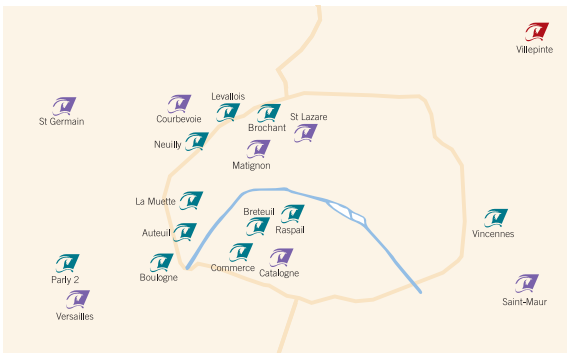 Villepinte
Levallois
St Germain
Courbevoie
St Lazare
Brochant
Neuilly
Matignon
La Muette
Breteuil
Raspail
Auteuil
Vincennes
Commerce
Catalogne
Parly 2
Boulogne
Saint-Maur
Versailles